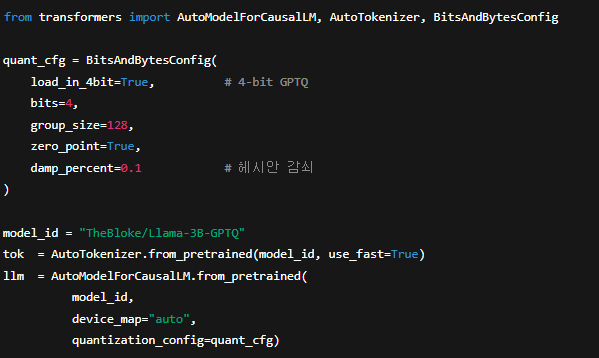 from transformers import AutoModelForCausalLM, AutoTokenizer, BitsAndBytesConfig

quant_cfg = BitsAndBytesConfig(
    load_in_4bit=True,          # 4-bit GPTQ
    bits=4,
    group_size=128,
    zero_point=True,
    damp_percent=0.1            # 헤시안 감쇠
)

model_id = "TheBloke/Llama-3B-GPTQ"
tok  = AutoTokenizer.from_pretrained(model_id, use_fast=True)
llm  = AutoModelForCausalLM.from_pretrained(
        model_id,
        device_map="auto",
        quantization_config=quant_cfg)